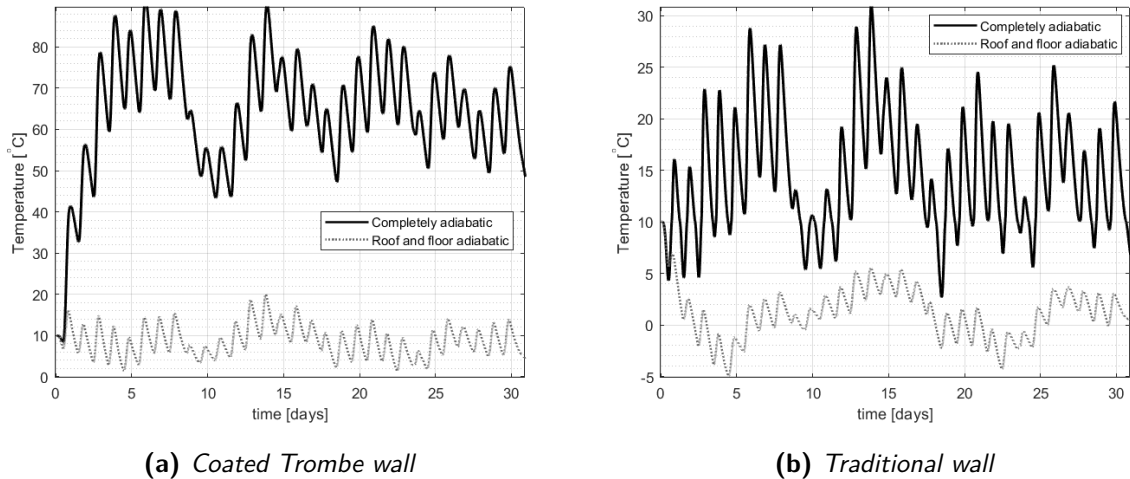 Temperature [°C]
80
70
60
50
40
30
20
10
0
Completely adiabatic
Roof and floor adiabatic
0 5 10 15 20 25 30
time [days]
(a) Coated Trombe wall
Temperature [°C]
30
25
20
15
10
5
0
-5
Completely adiabatic
Roof and floor adiabatic
0 5 10 15 20 25 30
time [days]
(b) Traditional wall